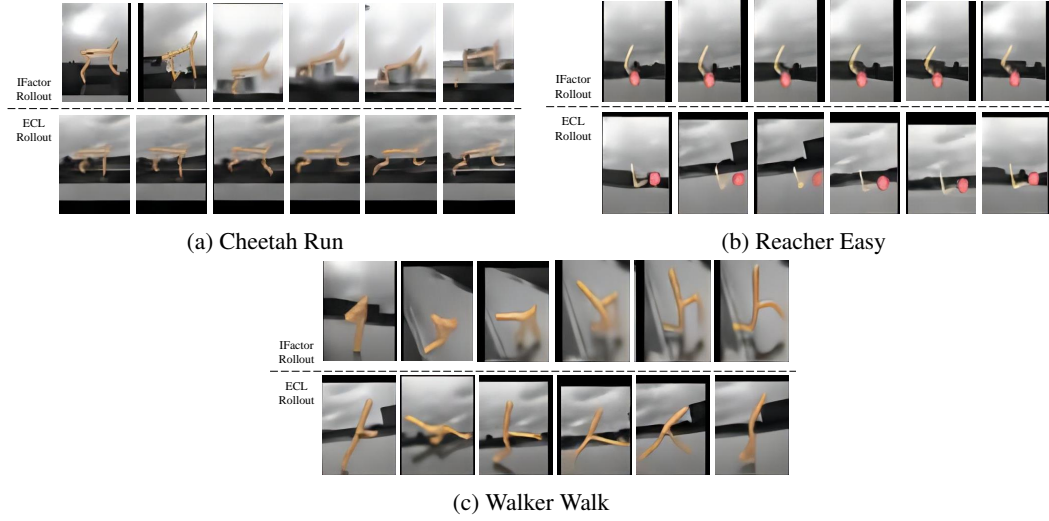 IFactor
Rollout
ECL
Rollout
(a) Cheetah Run
IFactor
Rollout
ECL
Rollout
(b) Reacher Easy
IFactor
Rollout
ECL
Rollout
(c) Walker Walk